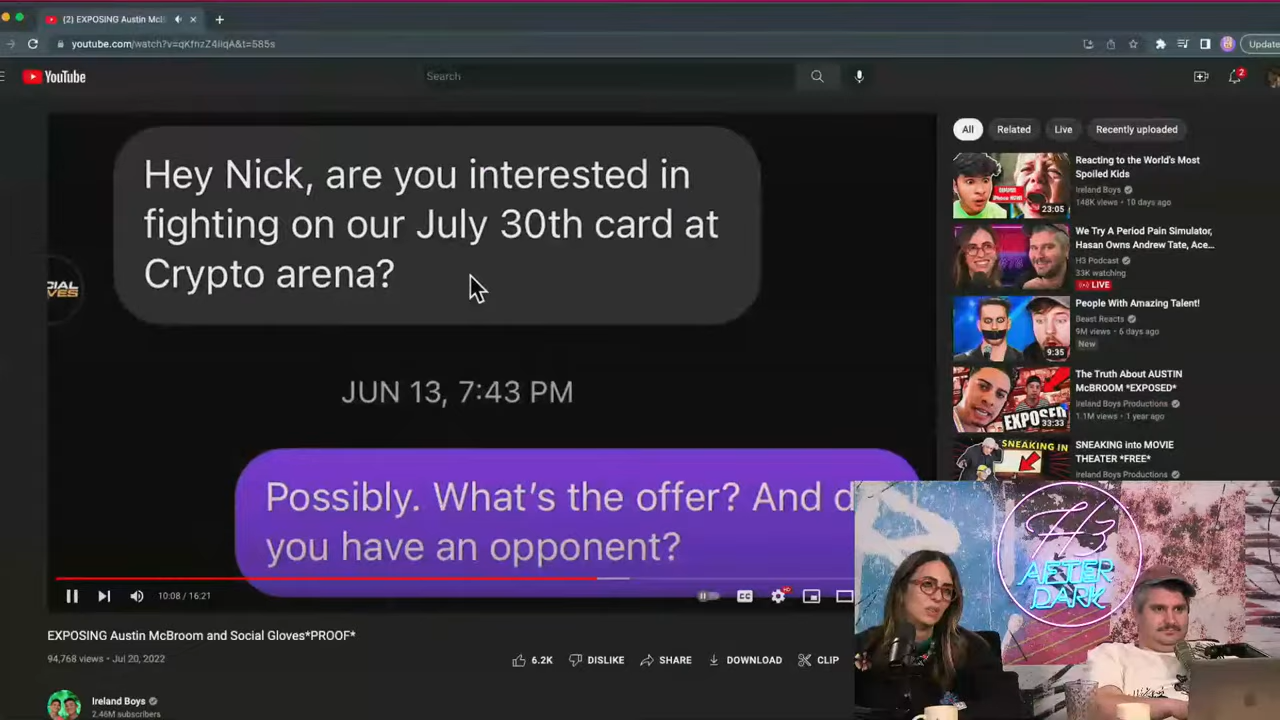 (2) EXPOSING Austin McB
youtube.com/watch?v=qKfnzZ4iIqA&t=585s
Update
YouTube
Search
2
All
Related
Live
Recently uploaded
Hey Nick, are you interested in
fighting on our July 30th card at
Crypto arena?
JUN 13, 7:43 PM
Possibly. What's the offer? And d
you have an opponent?
10:08 / 16:21
CC
HD
EXPOSING Austin McBroom and Social Gloves*PROOF*
94,768 views • Jul 20, 2022
6.2K
DISLIKE
SHARE
DOWNLOAD
CLIP
Ireland Boys
2.46M subscribers
Reacting to the World's Most
Spoiled Kids
Ireland Boys
148K views • 10 days ago
23:05
We Try A Period Pain Simulator,
Hasan Owns Andrew Tate, Ace...
H3 Podcast
33K watching
LIVE
People With Amazing Talent!
Beast Reacts
9M views • 6 days ago
New
9:35
The Truth About AUSTIN
McBROOM *EXPOSED*
Ireland Boys Productions
1.1M views • 1 year ago
EXPOSED
33:33
SNEAKING into MOVIE
THEATER *FREE*
Ireland Boys Productions
SNEAKING IN
H3
AFTER
DARK